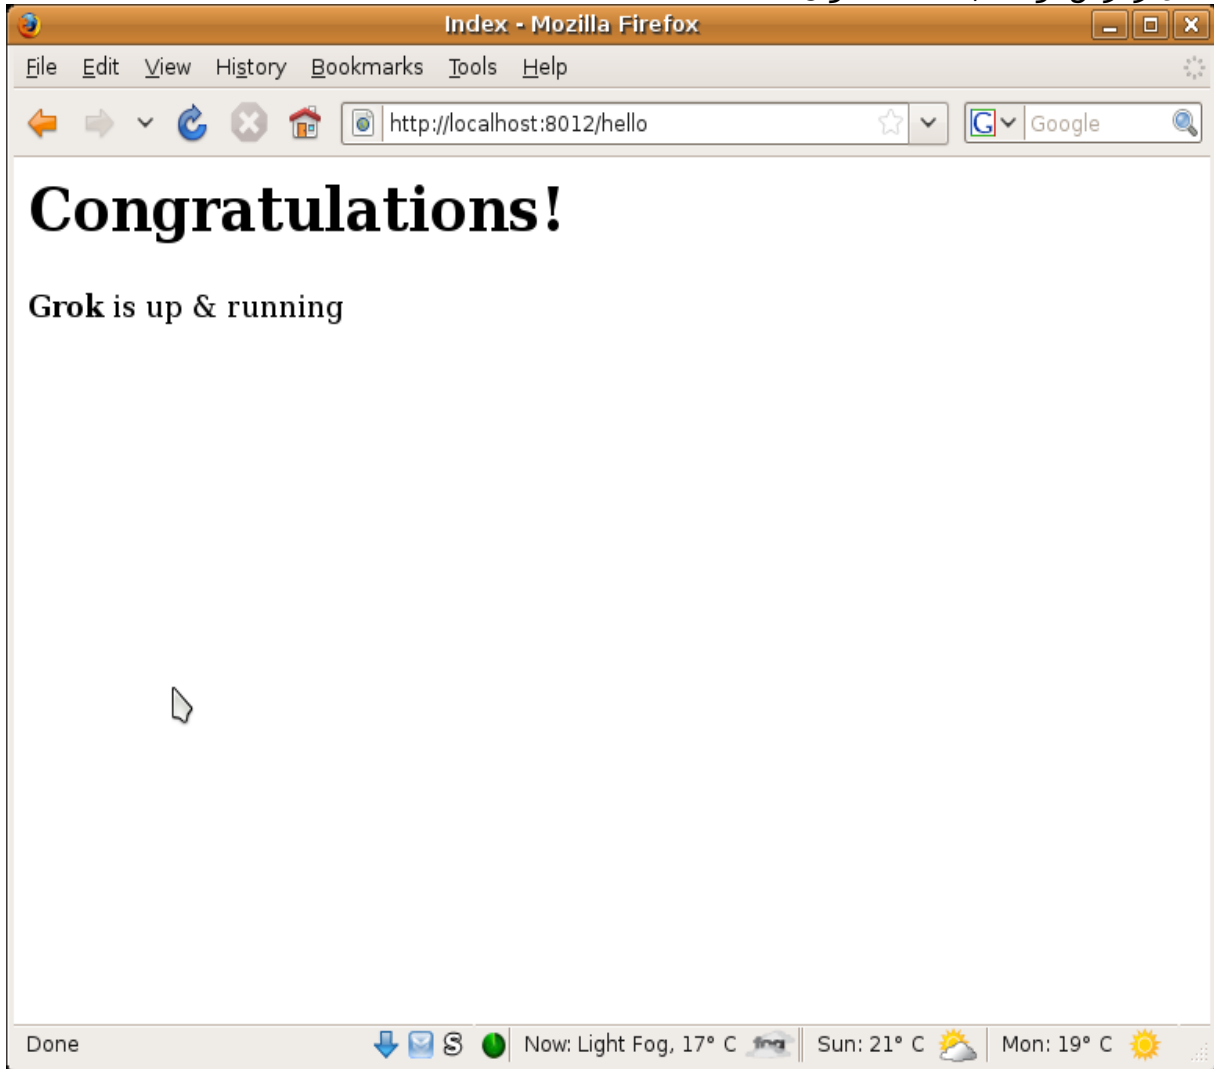 Index - Mozilla Firefox
File Edit View History Bookmarks Tools Help
http://localhost:8012/hello
G Google
Congratulations!
Grok is up & running
Done
S Now: Light Fog, 17° C fog Sun: 21° C Mon: 19° C